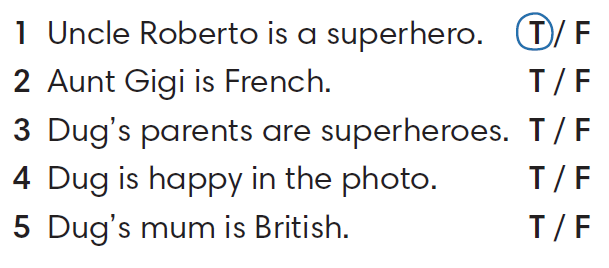 1 Uncle Roberto is a superhero. T / F
2 Aunt Gigi is French. T / F
3 Dug's parents are superheroes. T / F
4 Dug is happy in the photo. T / F
5 Dug's mum is British. T / F